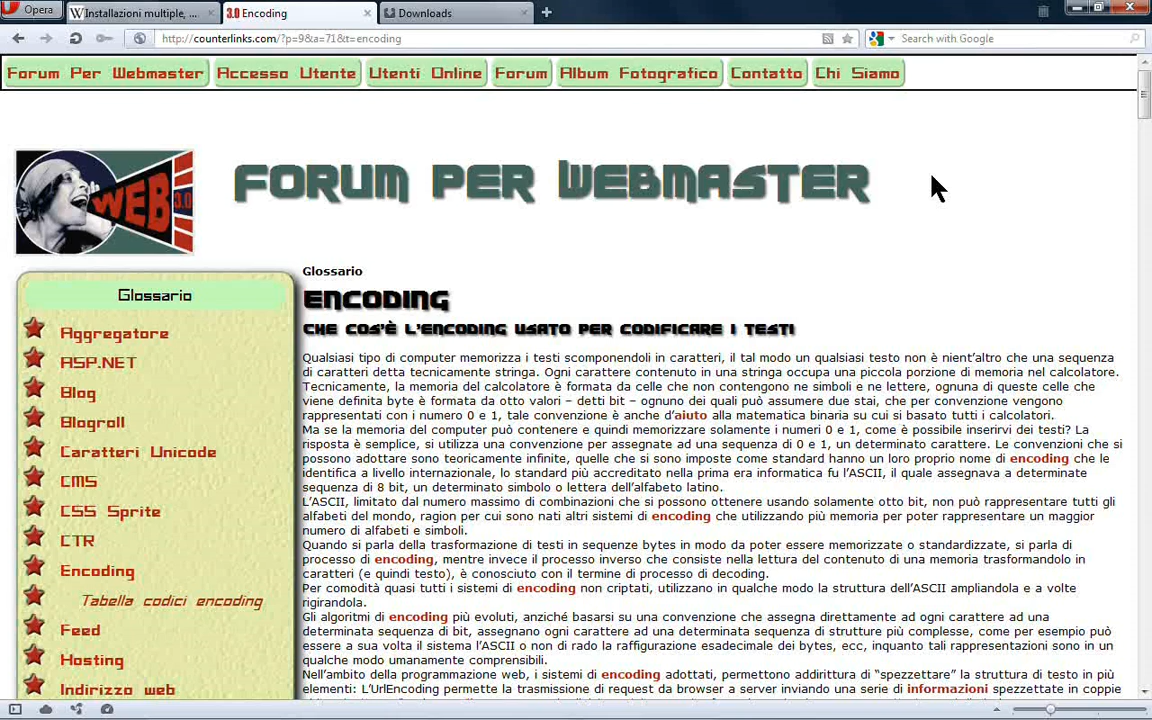 Opera
Installazioni multiple, ...
3.0 Encoding
Downloads
http://counterlinks.com/?p=9&a=71&t=encoding
Search with Google
Forum Per Webmaster
Accesso Utente
Utenti Online
Forum
Album Fotografico
Contatto
Chi Siamo
WEB 3.0
FORUM PER WEBMASTER
Glossario
Aggregatore
ASP.NET
Blog
Blogroll
Caratteri Unicode
CMS
CSS Sprite
CTR
Encoding
Tabella codici encoding
Feed
Hosting
Indirizzo web
Glossario
ENCODING
CHE COS'È L'ENCODING USATO PER CODIFICARE I TESTI
Qualsiasi tipo di computer memorizza i testi scomponendoli in caratteri, il tal modo un qualsiasi testo non è nient'altro che una sequenza
di caratteri detta tecnicamente stringa. Ogni carattere contenuto in una stringa occupa una piccola porzione di memoria nel calcolatore.
Tecnicamente, la memoria del calcolatore è formata da celle che non contengono ne simboli e ne lettere, ognuna di queste celle che
viene definita byte è formata da otto valori – detti bit – ognuno dei quali può assumere due stai, che per convenzione vengono
rappresentati con i numero 0 e 1, tale convenzione è anche d'aiuto alla matematica binaria su cui si basato tutti i calcolatori.
Ma se la memoria del computer può contenere e quindi memorizzare solamente i numeri 0 e 1, come è possibile inserirvi dei testi? La
risposta è semplice, si utilizza una convenzione per assegnate ad una sequenza di 0 e 1, un determinato carattere. Le convenzioni che si
possono adottare sono teoricamente infinite, quelle che si sono imposte come standard hanno un loro proprio nome di encoding che le
identifica a livello internazionale, lo standard più accreditato nella prima era informatica fu l'ASCII, il quale assegnava a determinate
sequenza di 8 bit, un determinato simbolo o lettera dell'alfabeto latino.
L'ASCII, limitato dal numero massimo di combinazioni che si possono ottenere usando solamente otto bit, non può rappresentare tutti gli
alfabeti del mondo, ragion per cui sono nati altri sistemi di encoding che utilizzando più memoria per poter rappresentare un maggior
numero di alfabeti e simboli.
Quando si parla della trasformazione di testi in sequenze bytes in modo da poter essere memorizzate o standardizzate, si parla di
processo di encoding, mentre invece il processo inverso che consiste nella lettura del contenuto di una memoria trasformandolo in
caratteri (e quindi testo), è conosciuto con il termine di processo di decoding.
Per comodità quasi tutti i sistemi di encoding non criptati, utilizzano in qualche modo la struttura dell'ASCII ampliandola e a volte
rigirandola.
Gli algoritmi di encoding più evoluti, anziché basarsi su una convenzione che assegna direttamente ad ogni carattere ad una
determinata sequenza di bit, assegnano ogni carattere ad una determinata sequenza di strutture più complesse, come per esempio può
essere a sua volta il sistema l'ASCII o non di rado la raffigurazione esadecimale dei bytes, ecc, inquanto tali rappresentazioni sono in un
qualche modo umanamente comprensibili.
Nell'ambito della programmazione web, i sistemi di encoding adottati, permettono addirittura di “spezzettare” la struttura di testo in più
elementi: L'UrlEncoding permette la trasmissione di request da browser a server inviando una serie di informazioni spezzettate in coppie